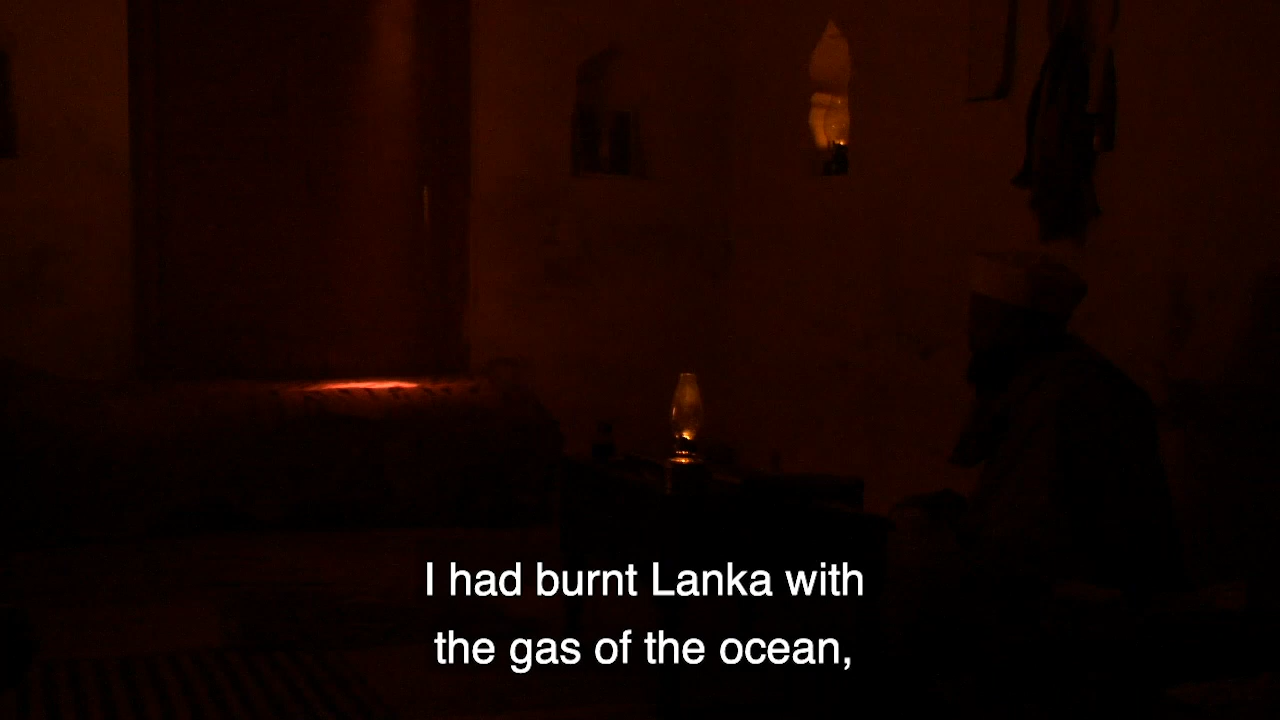 I had burnt Lanka with
the gas of the ocean,